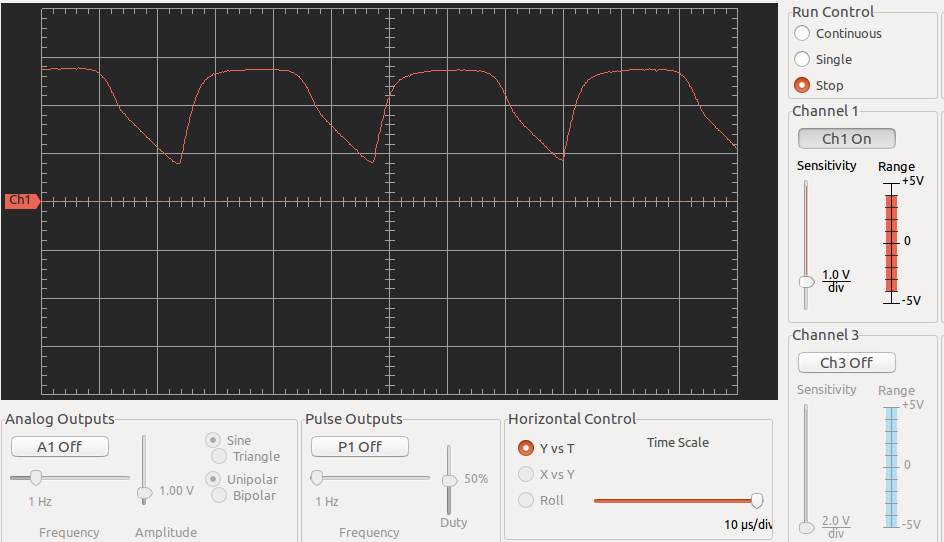 Ch1
Run Control
Continuous
Single
Stop
Channel 1
Ch1 On
Sensitivity Range
+5V
0
1.0 V
div
-5V
Channel 3
Ch3 Off
Sensitivity Range
+5V
0
2.0 V
div
-5V
Analog Outputs
A1 Off
1 Hz
Frequency
1.00 V
Amplitude
Sine
Triangle
Unipolar
Bipolar
Pulse Outputs
P1 Off
1 Hz
Frequency
50%
Duty
Horizontal Control
Y vs T
X vs Y
Roll
Time Scale
10 µs/div